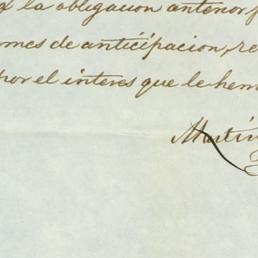 la obligacion anterior
mes de anticipacion, re
por el interes que le hem
Martin